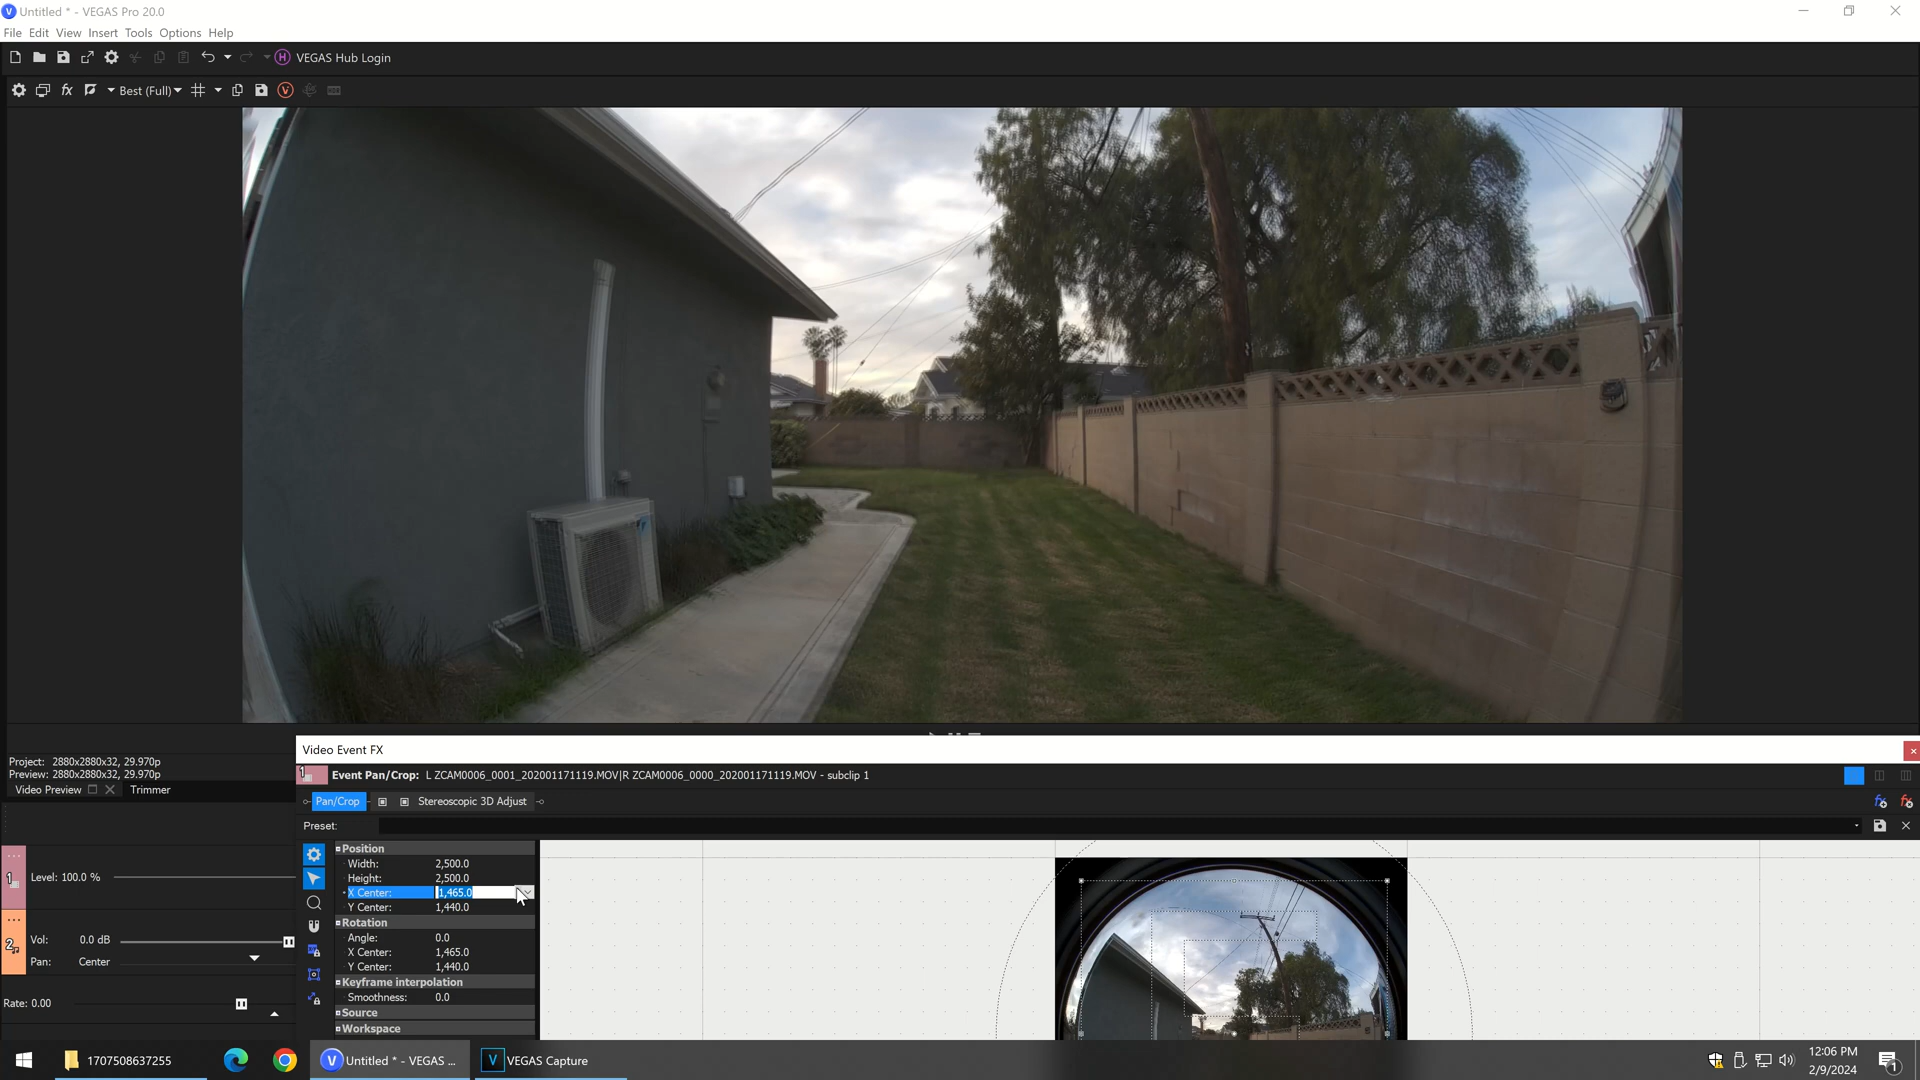 Untitled * - VEGAS Pro 20.0
File Edit View Insert Tools Options Help
VEGAS Hub Login
Best (Full)
Project: 2880x2880x32, 29.970p
Preview: 2880x2880x32, 29.970p
Video Preview Trimmer
Video Event FX
1 Event Pan/Crop: L ZCAM0006_0001_202001171119.MOV|R ZCAM0006_0000_202001171119.MOV - subclip 1
Pan/Crop Stereoscopic 3D Adjust
Preset:
Position
Width: 2,500.0
Height: 2,500.0
X Center: 1,465.0
Y Center: 1,440.0
Rotation
Angle: 0.0
X Center: 1,465.0
Y Center: 1,440.0
Keyframe interpolation
Smoothness: 0.0
Source
Workspace
1 Level: 100.0 %
2 Vol: 0.0 dB
Pan: Center
Rate: 0.00
1707508637255
Untitled * - VEGAS ...
VEGAS Capture
12:06 PM
2/9/2024
1